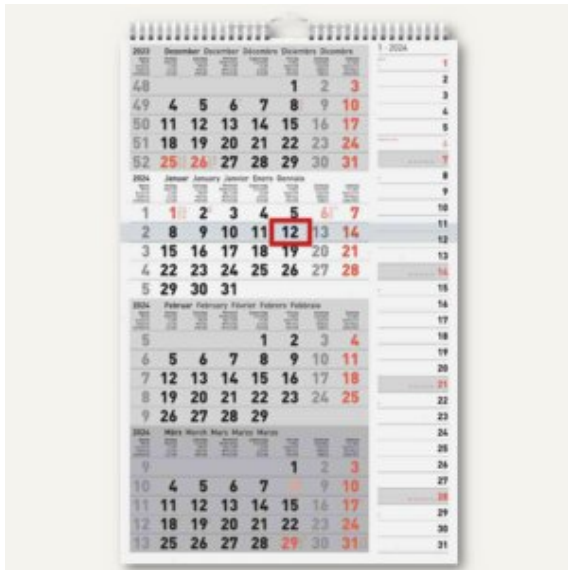 2023 Dezember December Décembre Diciembre Dicembre
48 1 2 3
49 4 5 6 7 8 9 10
50 11 12 13 14 15 16 17
51 18 19 20 21 22 23 24
52 25 26 27 28 29 30 31
2024 Januar January Janvier Enero Gennaio
1 1 2 3 4 5 6 7
2 8 9 10 11 12 13 14
3 15 16 17 18 19 20 21
4 22 23 24 25 26 27 28
5 29 30 31
2024 Februar February Février Febrero Febbraio
5 1 2 3 4
6 5 6 7 8 9 10 11
7 12 13 14 15 16 17 18
8 19 20 21 22 23 24 25
9 26 27 28 29
2024 März March Mars Marzo Marzo
9 1 2 3
10 4 5 6 7 9 10
11 11 12 13 14 15 16 17
12 18 19 20 21 22 23 24
13 25 26 27 28 29 30 31
1 - 2024
1
2
3
4
5
6
7
8
9
10
11
12
13
14
15
16
17
18
19
20
21
22
23
24
25
26
27
28
29
30
31